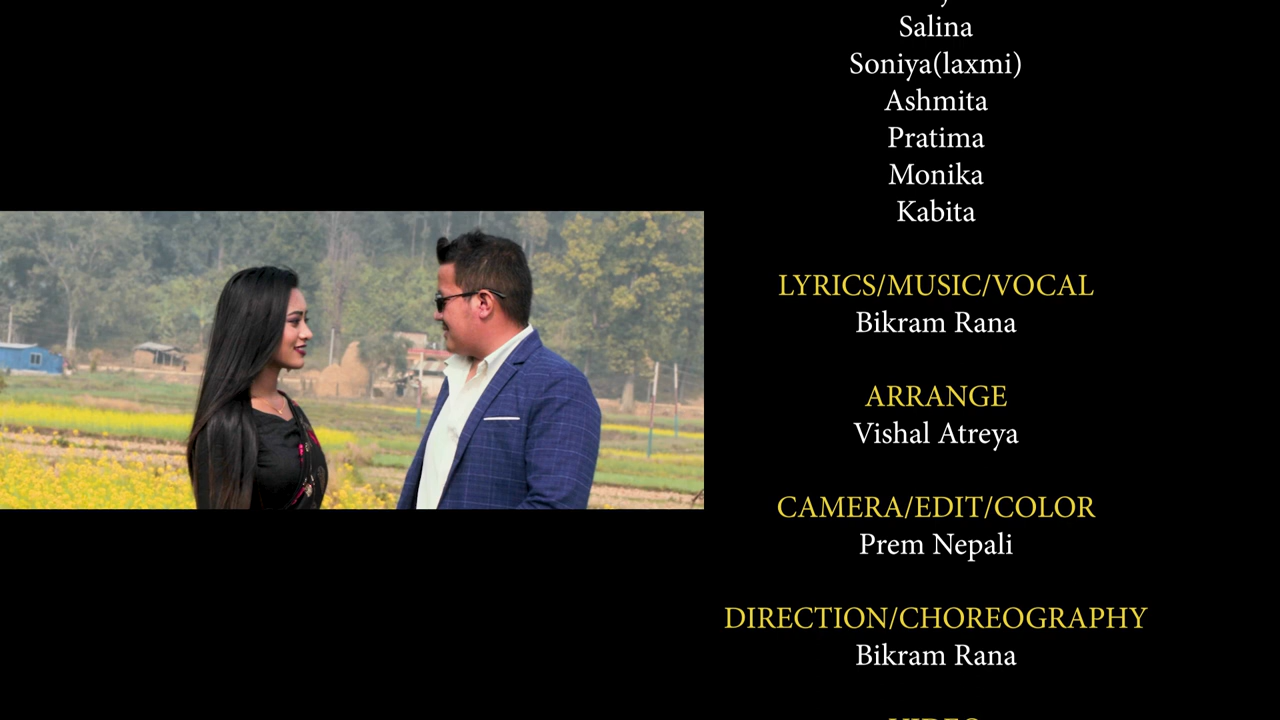 Salina
Soniya(laxmi)
Ashmita
Pratima
Monika
Kabita
LYRICS/MUSIC/VOCAL
Bikram Rana
ARRANGE
Vishal Atreya
CAMERA/EDIT/COLOR
Prem Nepali
DIRECTION/CHOREOGRAPHY
Bikram Rana